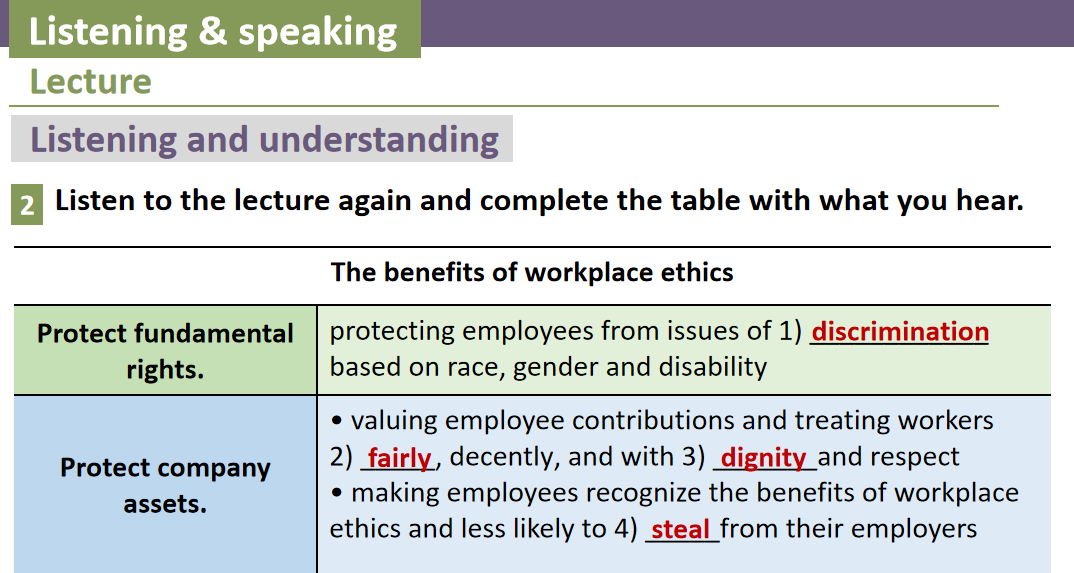 Listening & speaking
Lecture
Listening and understanding
2 Listen to the lecture again and complete the table with what you hear.
The benefits of workplace ethics
Protect fundamental
rights.
protecting employees from issues of 1) discrimination
based on race, gender and disability
Protect company
assets.
• valuing employee contributions and treating workers
2) fairly, decently, and with 3) dignity and respect
• making employees recognize the benefits of workplace
ethics and less likely to 4) steal from their employers